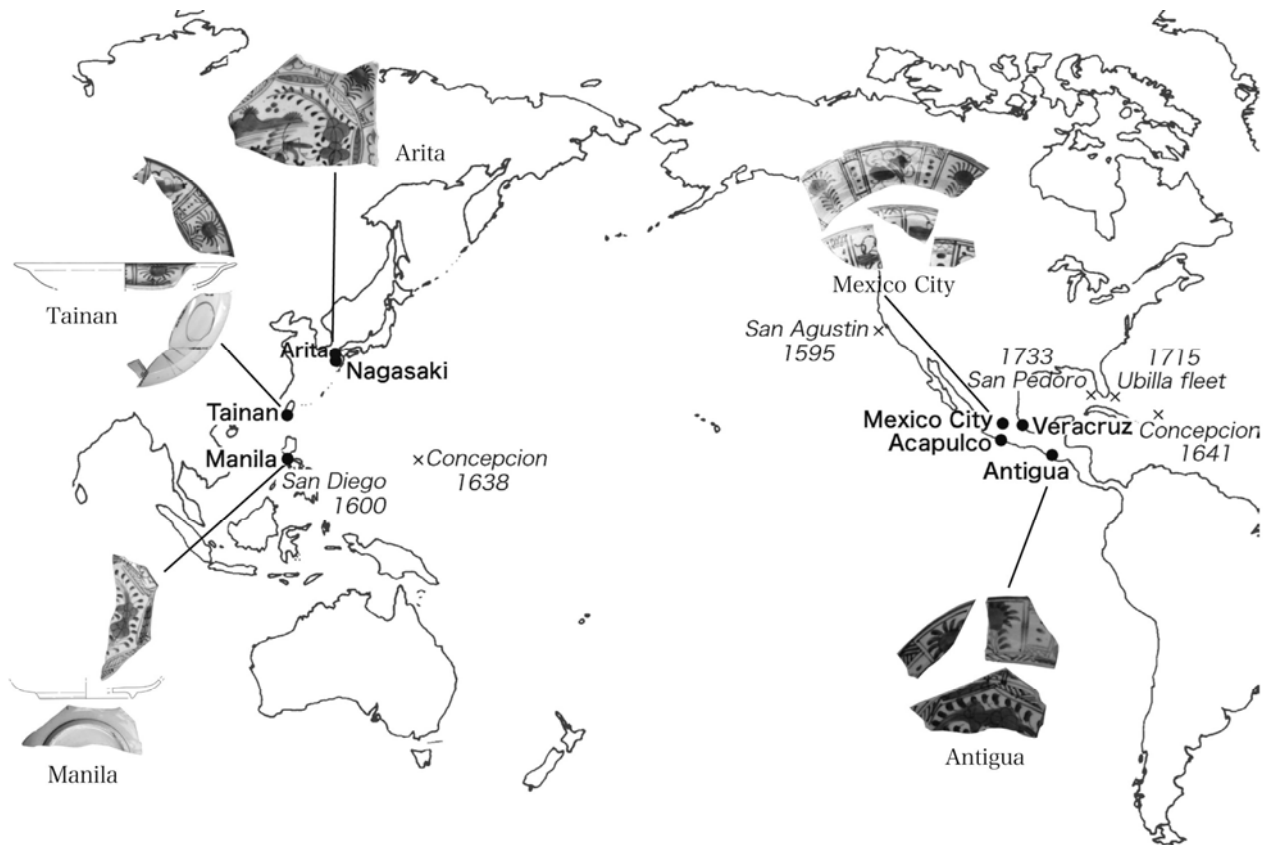 Arita
Tainan
Mexico City
Arita
Nagasaki
Tainan
Manila
San Diego
1600
Concepcion
1638
San Agustin
1595
1733
San Pedoro
1715
Ubilla fleet
Mexico City
Veracruz
Acapulco
Concepcion
1641
Antigua
Manila
Antigua